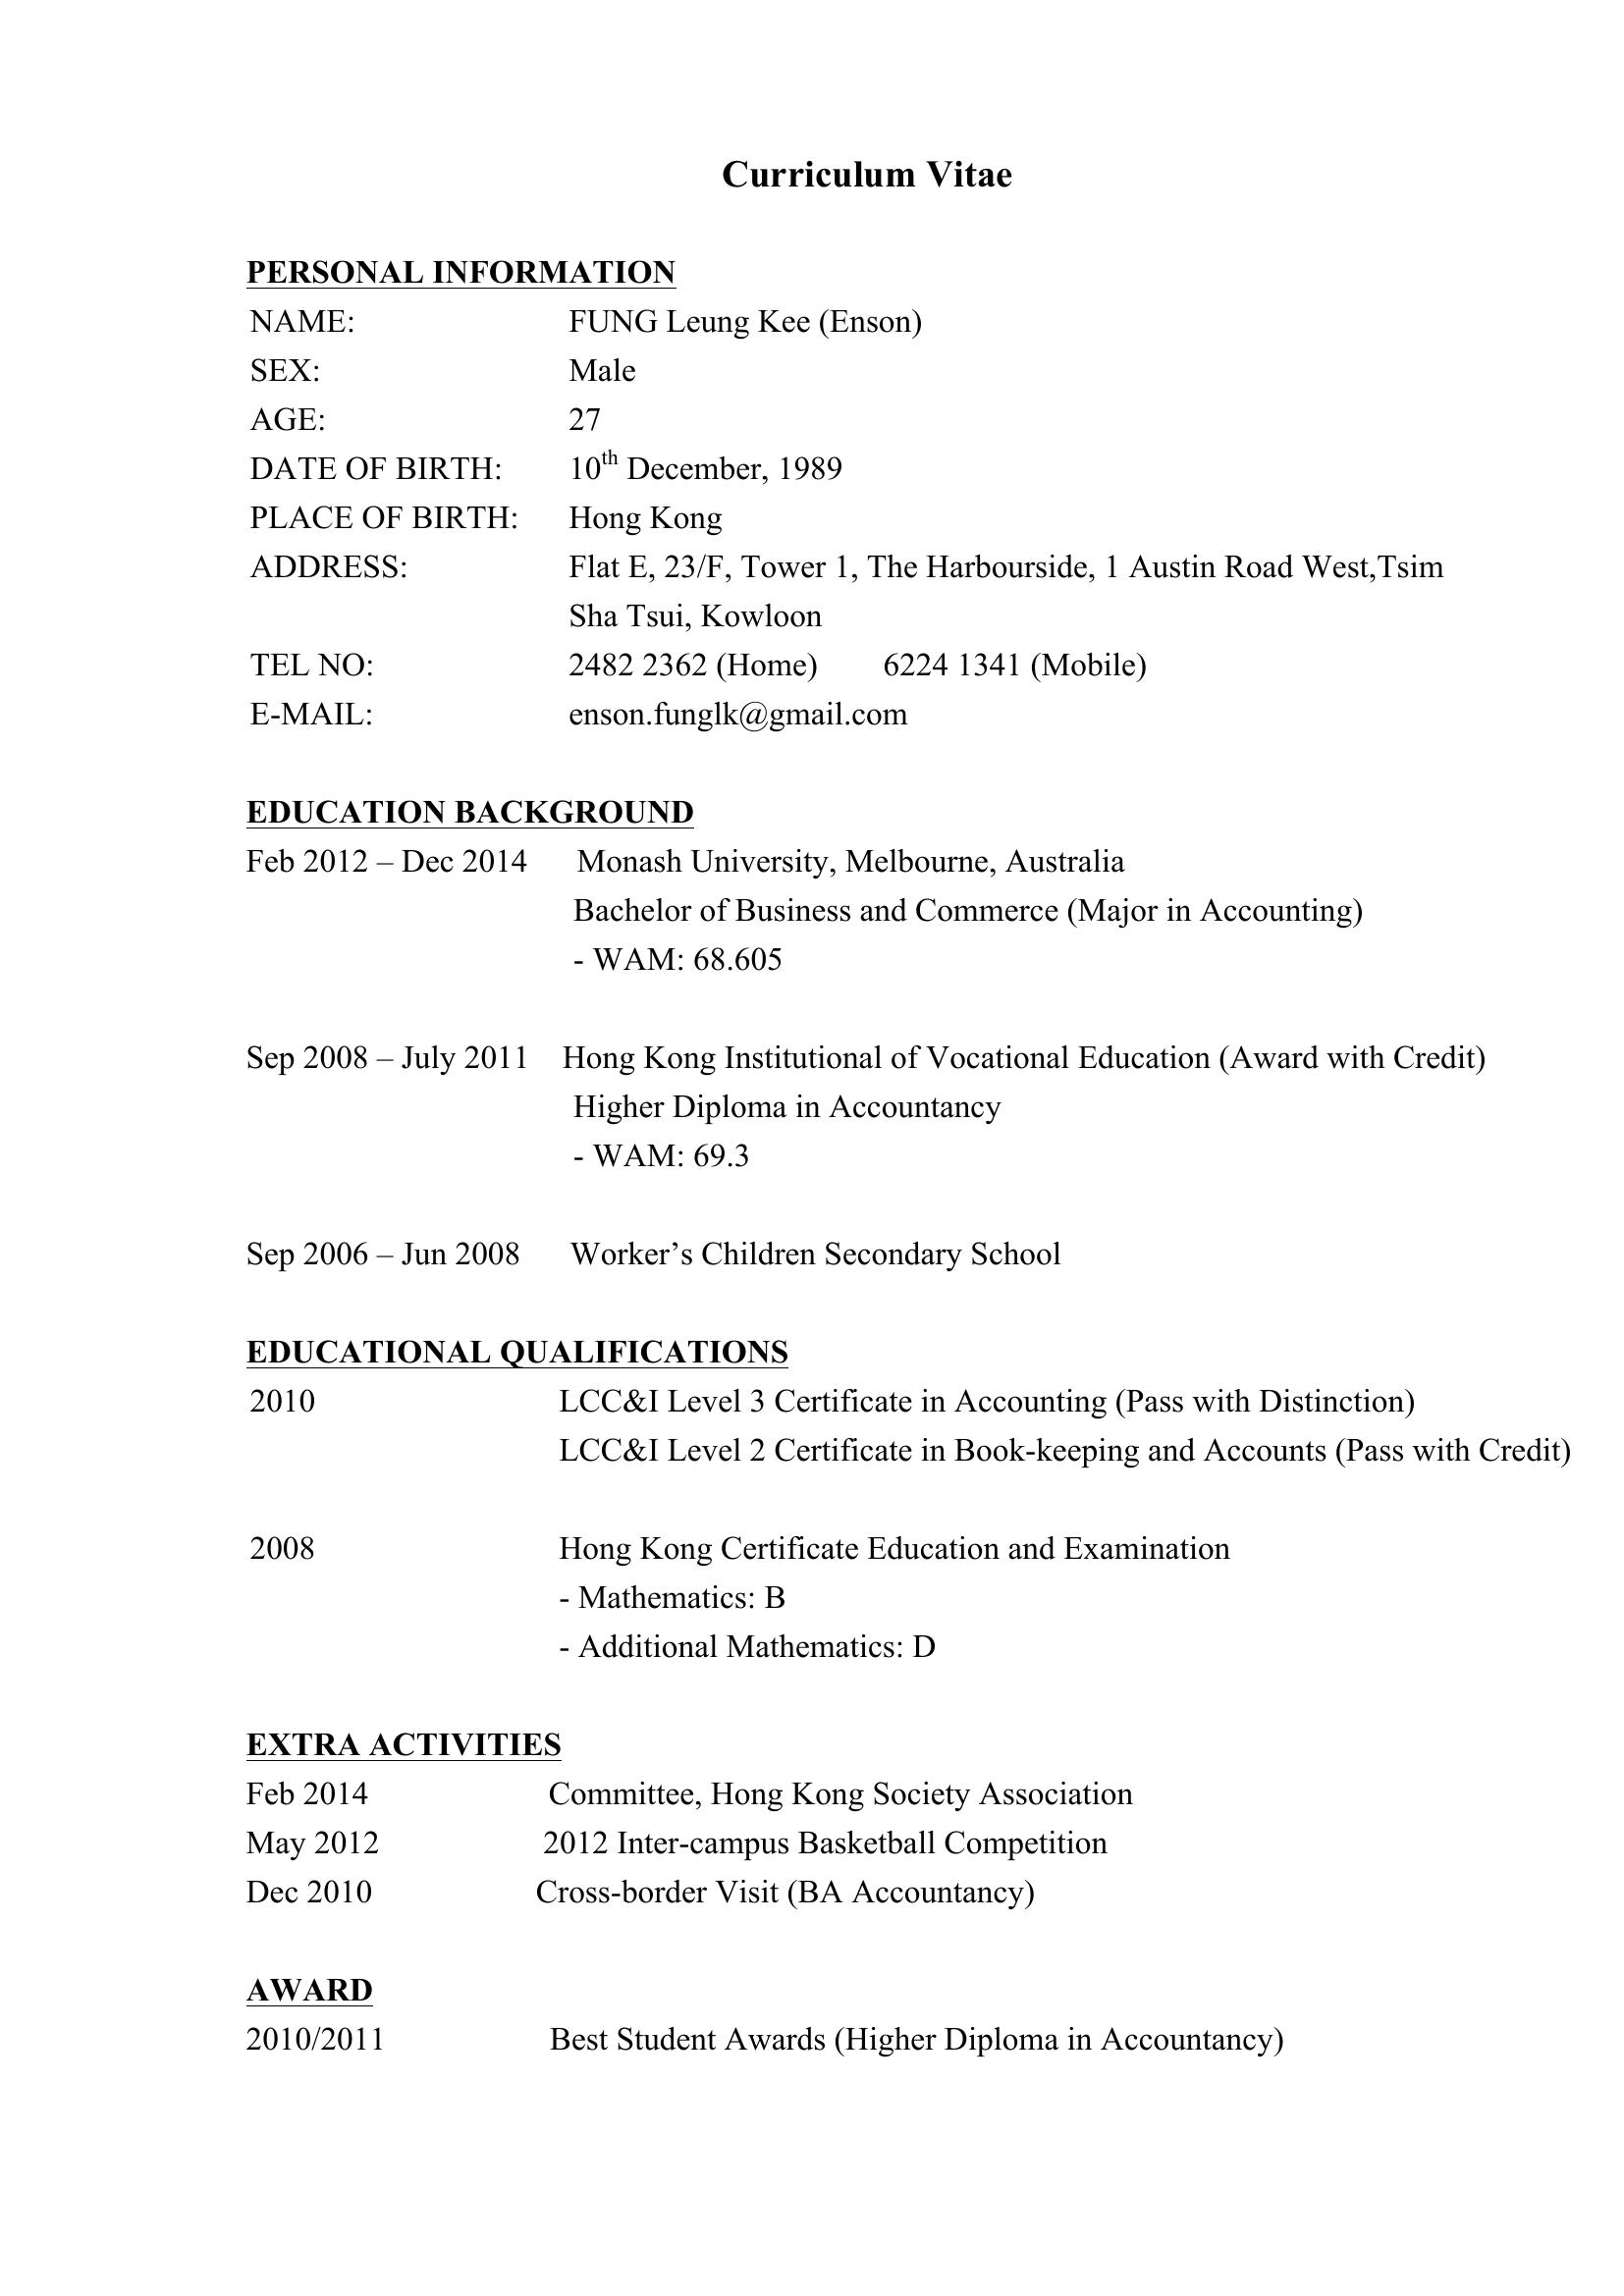 Curriculum Vitae
PERSONAL INFORMATION
NAME: FUNG Leung Kee (Enson)
SEX: Male
AGE: 27
DATE OF BIRTH: 10th December, 1989
PLACE OF BIRTH: Hong Kong
ADDRESS: Flat E, 23/F, Tower 1, The Harbourside, 1 Austin Road West,Tsim
Sha Tsui, Kowloon
TEL NO: 2482 2362 (Home) 6224 1341 (Mobile)
E-MAIL: enson.funglk@gmail.com
EDUCATION BACKGROUND
Feb 2012 – Dec 2014 Monash University, Melbourne, Australia
Bachelor of Business and Commerce (Major in Accounting)
- WAM: 68.605
Sep 2008 – July 2011 Hong Kong Institutional of Vocational Education (Award with Credit)
Higher Diploma in Accountancy
- WAM: 69.3
Sep 2006 – Jun 2008 Worker’s Children Secondary School
EDUCATIONAL QUALIFICATIONS
2010 LCC&I Level 3 Certificate in Accounting (Pass with Distinction)
LCC&I Level 2 Certificate in Book-keeping and Accounts (Pass with Credit)
2008 Hong Kong Certificate Education and Examination
- Mathematics: B
- Additional Mathematics: D
EXTRA ACTIVITIES
Feb 2014 Committee, Hong Kong Society Association
May 2012 2012 Inter-campus Basketball Competition
Dec 2010 Cross-border Visit (BA Accountancy)
AWARD
2010/2011 Best Student Awards (Higher Diploma in Accountancy)